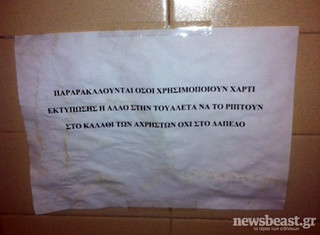 ΠΑΡΑΡΑΚΑΛΟΥΝΤΑΙ ΟΣΟΙ ΧΡΗΣΙΜΟΠΟΙΟΥΝ ΧΑΡΤΙ
ΕΚΤΥΠΩΣΗΣ Η ΑΛΛΟ ΣΤΗΝ ΤΟΥΑΛΕΤΑ ΝΑ ΤΟ ΡΙΠΤΟΥΝ
ΣΤΟ ΚΑΛΑΘΙ ΤΩΝ ΑΧΡΗΣΤΩΝ ΟΧΙ ΣΤΟ ΔΑΠΕΔΟ
newsbeast.gr